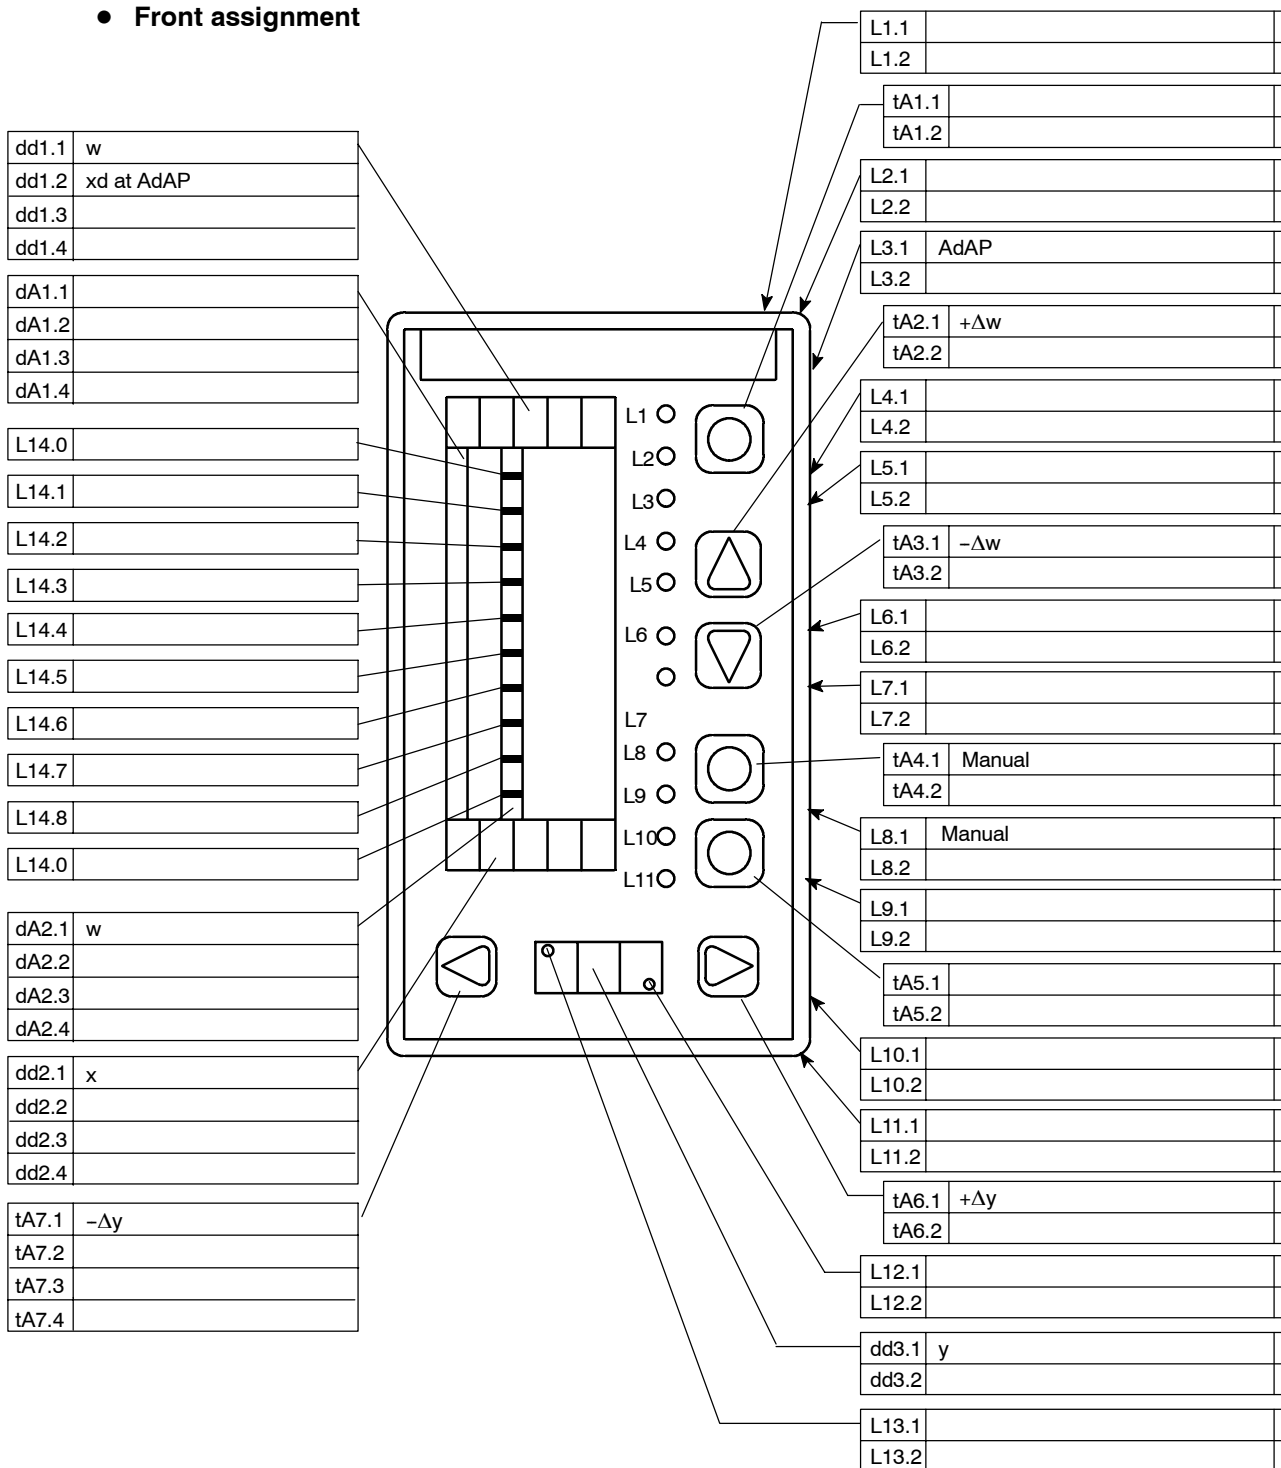 ● Front assignment
dd1.1 w
dd1.2 xd at AdAP
dd1.3
dd1.4
dA1.1
dA1.2
dA1.3
dA1.4
L14.0
L14.1
L14.2
L14.3
L14.4
L14.5
L14.6
L14.7
L14.8
L14.0
dA2.1 w
dA2.2
dA2.3
dA2.4
dd2.1 x
dd2.2
dd2.3
dd2.4
tA7.1 −Δy
tA7.2
tA7.3
tA7.4
L1
L2
L3
L4
L5
L6
L7
L8
L9
L10
L11
L1.1
L1.2
tA1.1
tA1.2
L2.1
L2.2
L3.1 AdAP
L3.2
tA2.1 +Δw
tA2.2
L4.1
L4.2
L5.1
L5.2
tA3.1 −Δw
tA3.2
L6.1
L6.2
L7.1
L7.2
tA4.1 Manual
tA4.2
L8.1 Manual
L8.2
L9.1
L9.2
tA5.1
tA5.2
L10.1
L10.2
L11.1
L11.2
tA6.1 +Δy
tA6.2
L12.1
L12.2
dd3.1 y
dd3.2
L13.1
L13.2